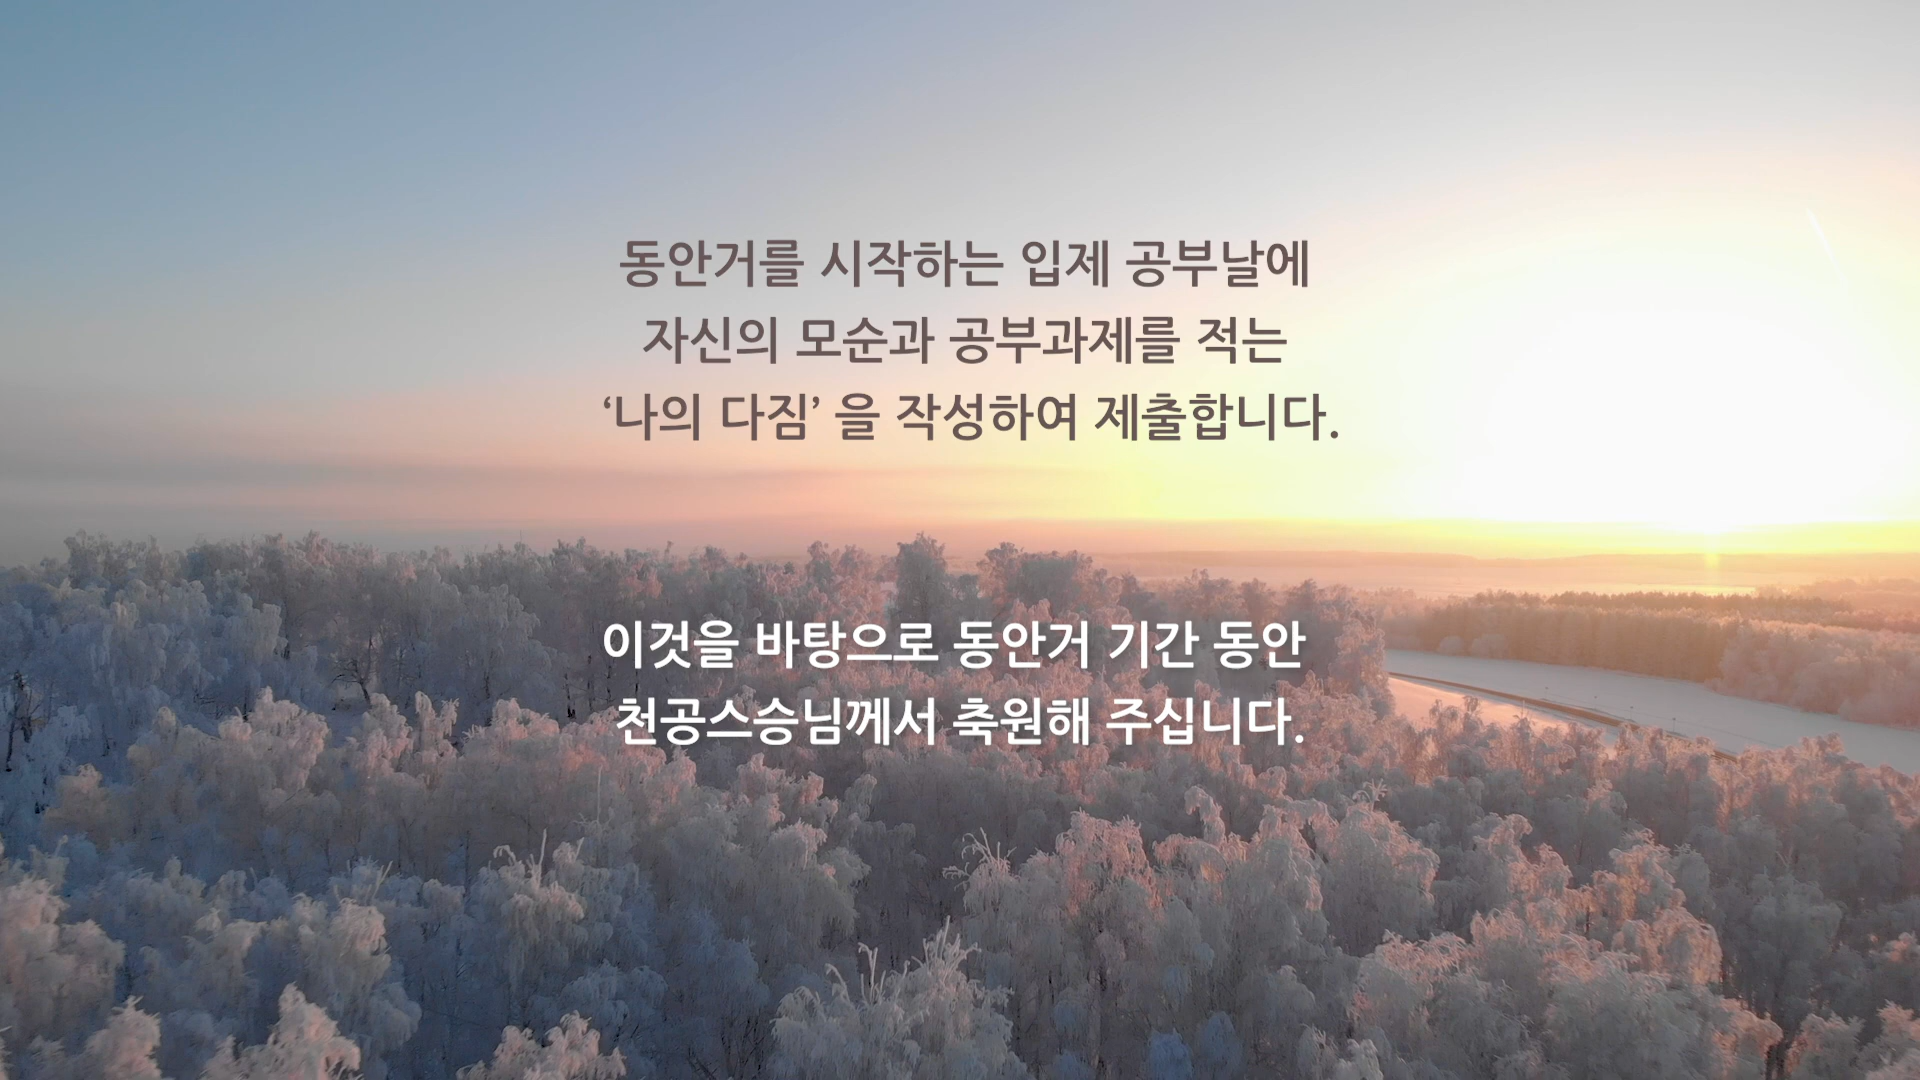 동안거를 시작하는 입제 공부날에
자신의 모순과 공부과제를 적는
‘나의 다짐’ 을 작성하여 제출합니다.
이것을 바탕으로 동안거 기간 동안
천공스승님께서 축원해 주십니다.